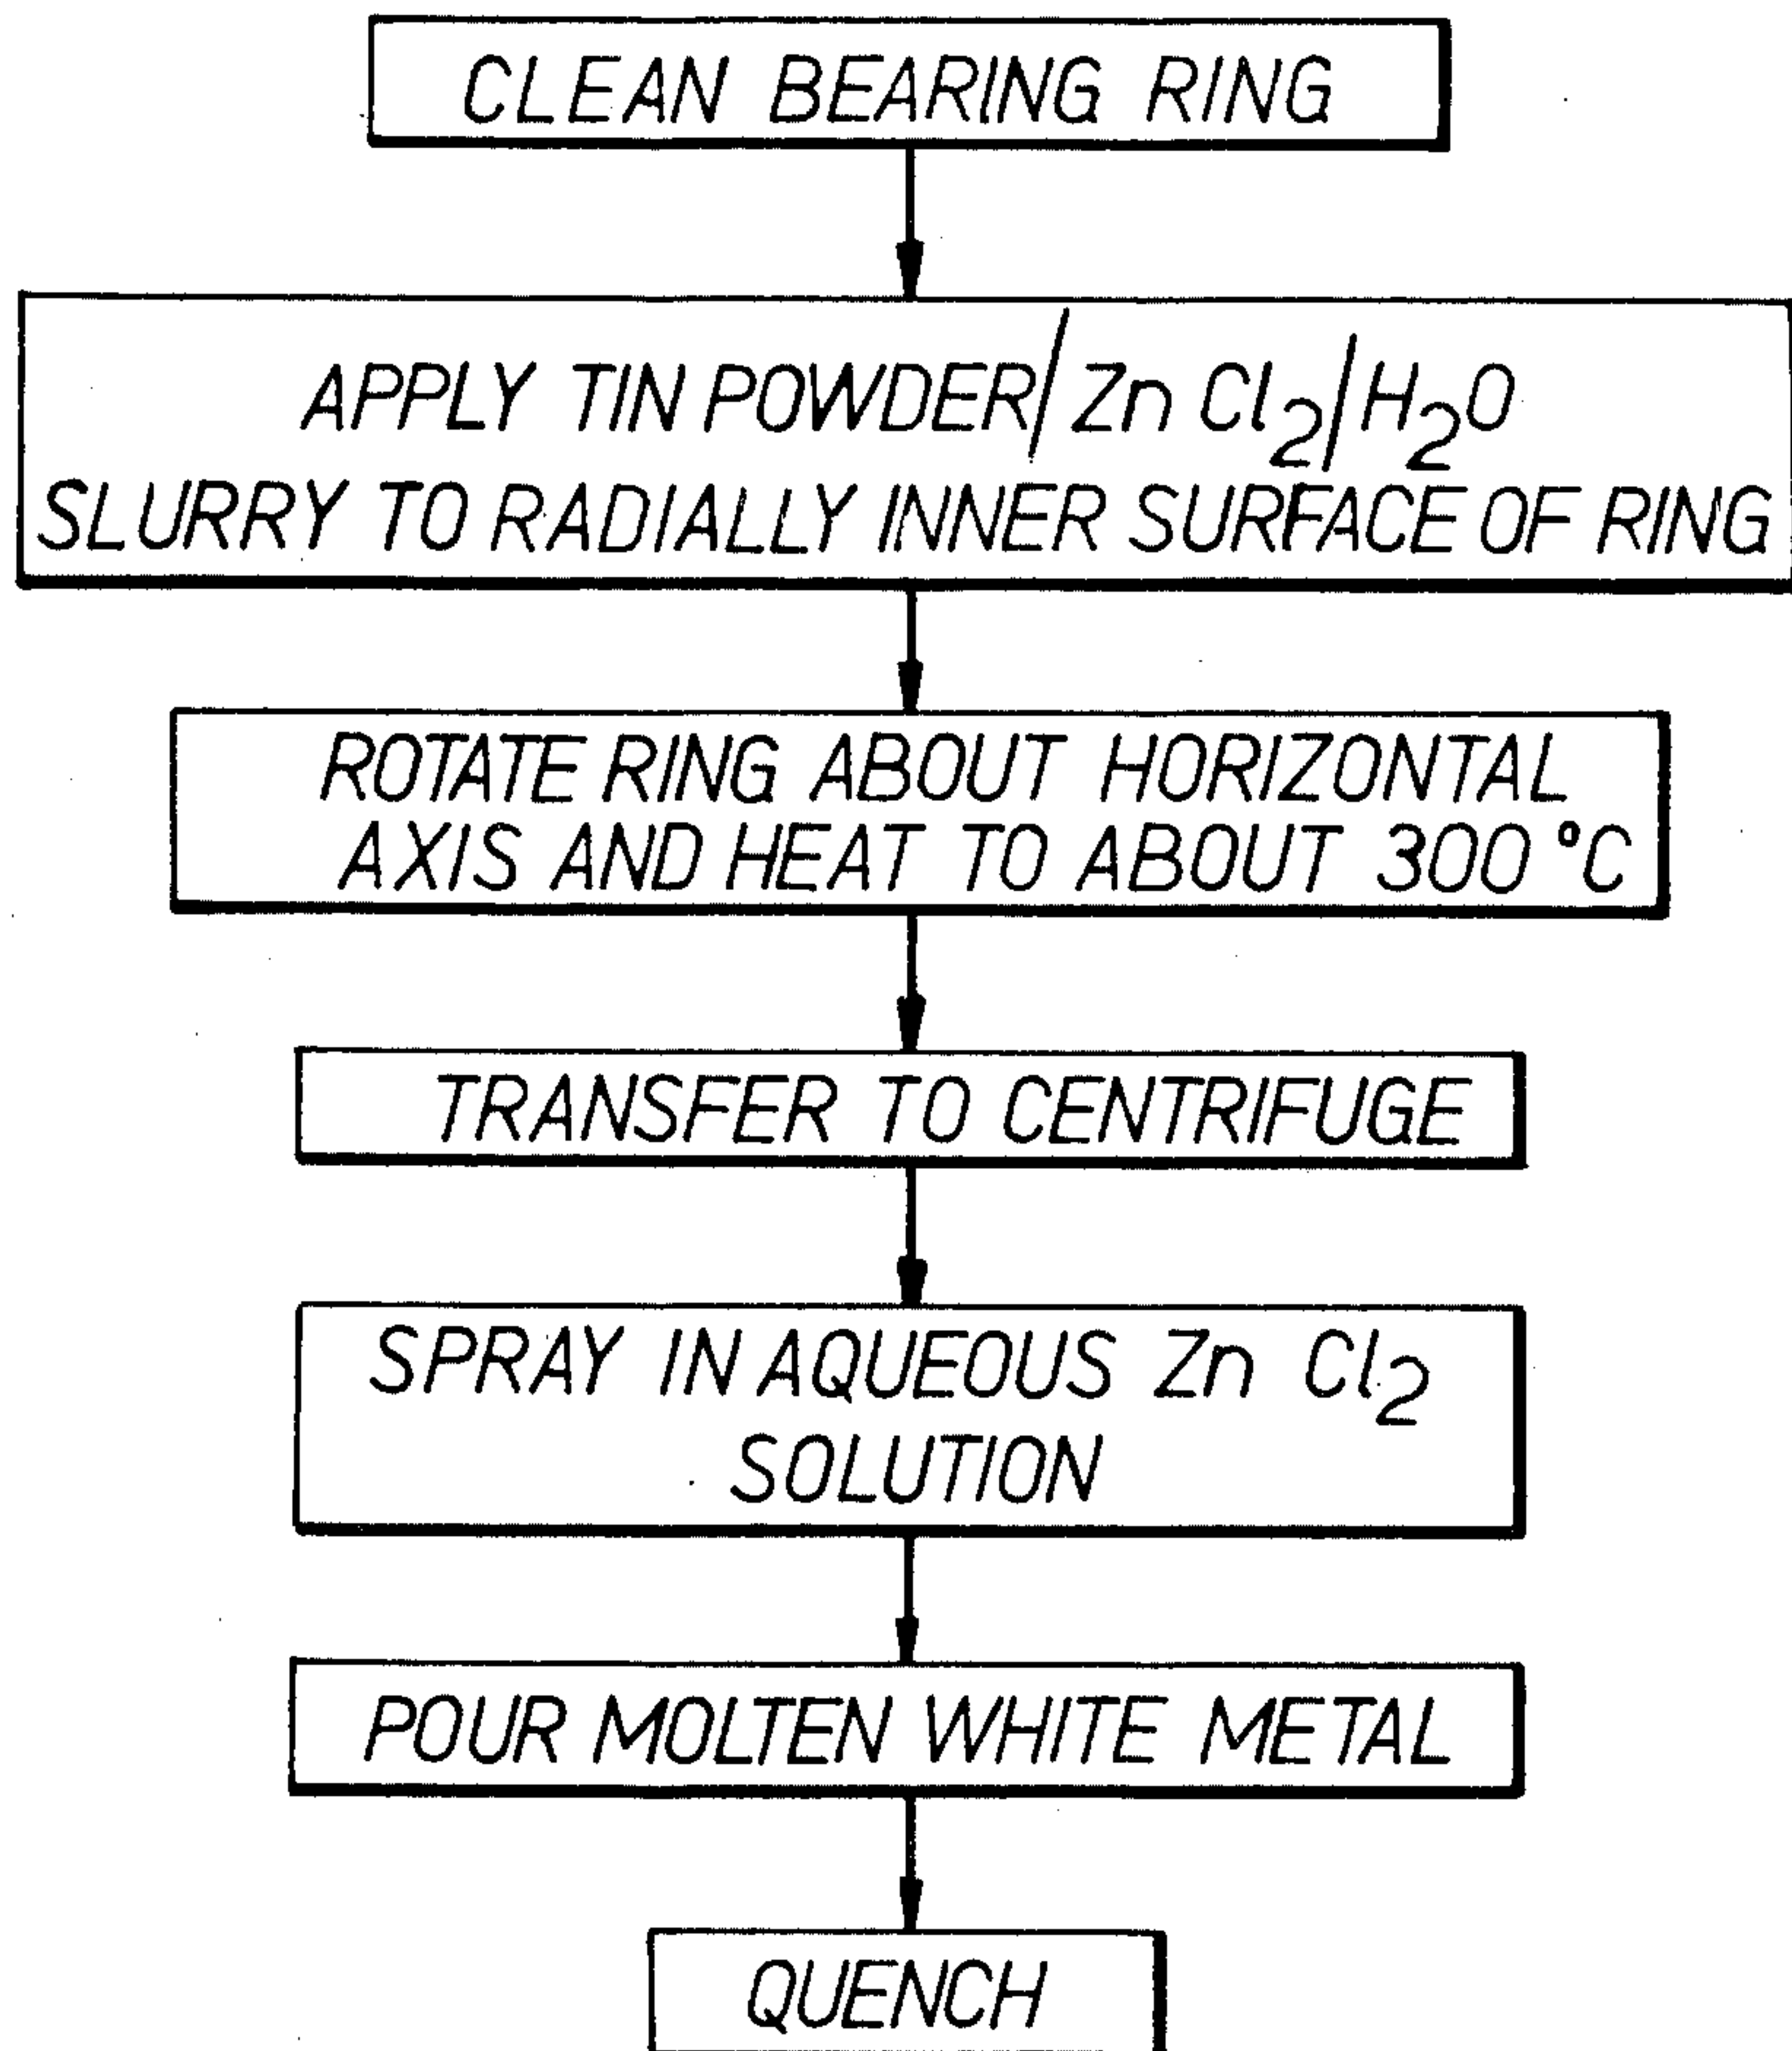 CLEAN BEARING RING
APPLY TIN POWDER/Zn Cl₂/H₂O
SLURRY TO RADIALLY INNER SURFACE OF RING
ROTATE RING ABOUT HORIZONTAL
AXIS AND HEAT TO ABOUT 300 °C
TRANSFER TO CENTRIFUGE
SPRAY IN AQUEOUS Zn Cl₂
SOLUTION
POUR MOLTEN WHITE METAL
QUENCH